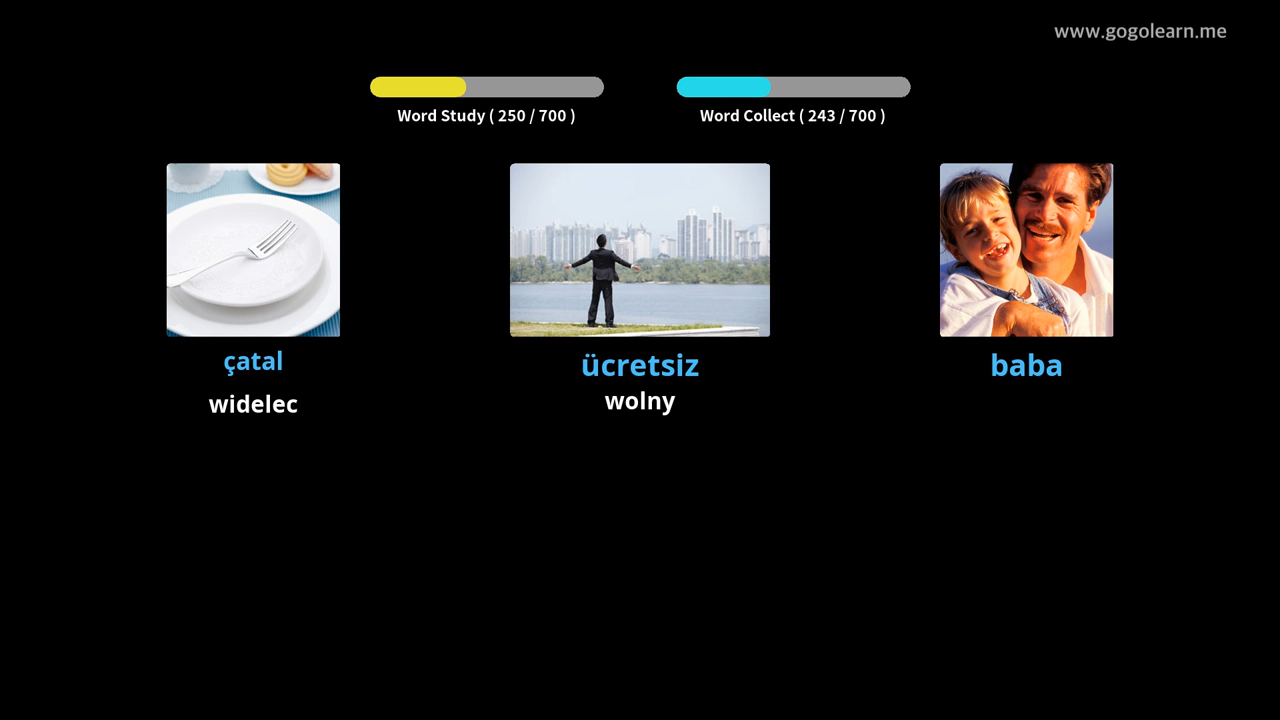 www.gogolearn.me
Word Study ( 250 / 700 )
Word Collect ( 243 / 700 )
çatal
widelec
ücretsiz
wolny
baba